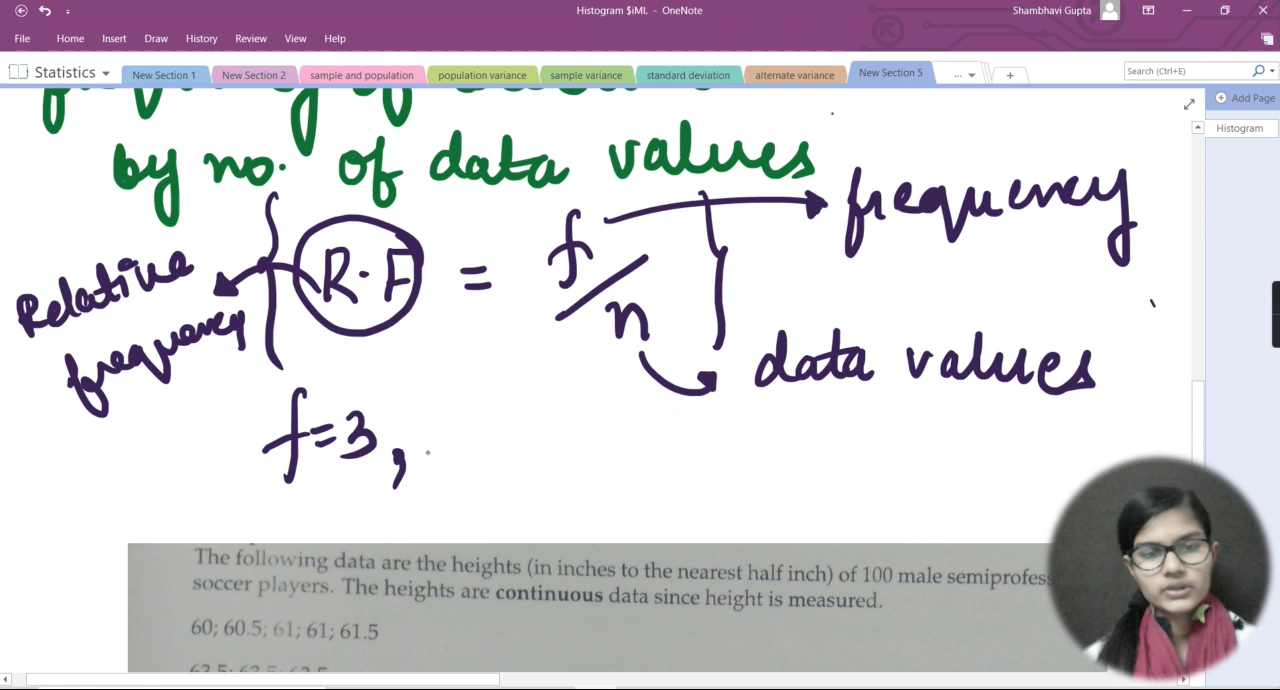 Histogram $iMI. - OneNote
Shambhavi Gupta
File Home Insert Draw History Review View Help
Statistics
New Section 1 New Section 2 sample and population population variance sample variance standard deviation alternate variance New Section 5 ... +
Search (Ctrl+E)
Add Page
Histogram
by no. of data values
Relative frequency
R.F = f/n
frequency
data values
f=3,
The following data are the heights (in inches to the nearest half inch) of 100 male
soccer players. The heights are continuous data since height is measured.
60; 60.5; 61; 61; 61.5